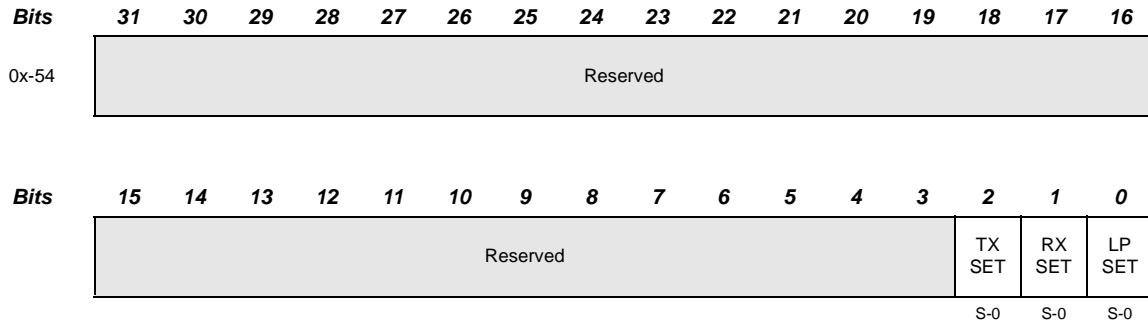 Bits 31 30 29 28 27 26 25 24 23 22 21 20 19 18 17 16
0x-54 Reserved
Bits 15 14 13 12 11 10 9 8 7 6 5 4 3 2 1 0
Reserved TX SET RX SET LP SET
S-0 S-0 S-0